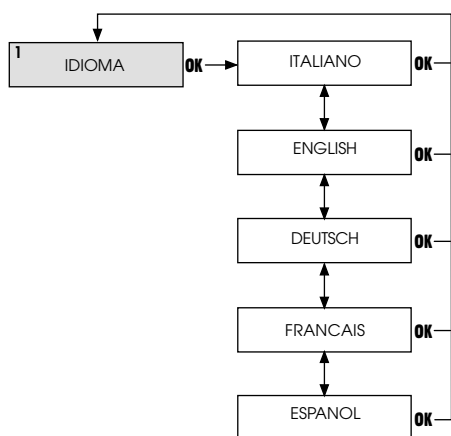 1
IDIOMA OK ITALIANO OK
ENGLISH OK
DEUTSCH OK
FRANCAIS OK
ESPANOL OK